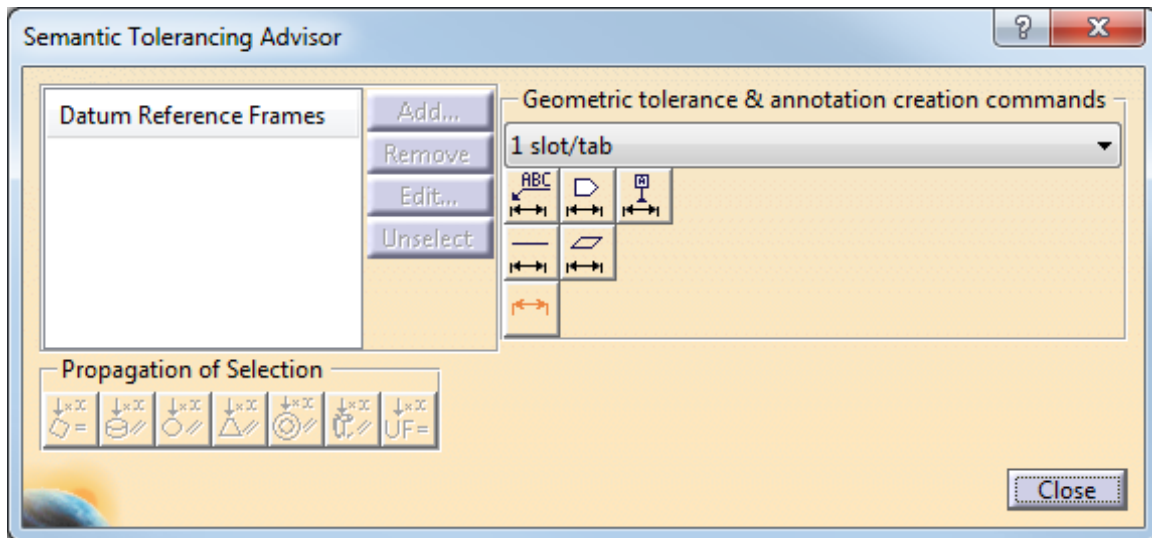 Semantic Tolerancing Advisor
Datum Reference Frames
Add...
Remove
Edit...
Unselect
Geometric tolerance & annotation creation commands
1 slot/tab
ABC
A
Propagation of Selection
UF=
Close